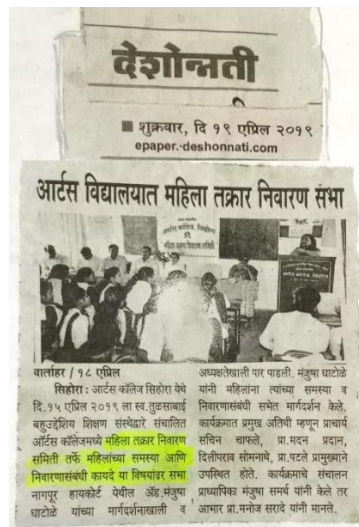 देशोन्नती
■ शुक्रवार, दि १९ एप्रिल २०१९
epaper.deshonnati.com
आर्टस विद्यालयात महिला तक्रार निवारण सभा
वार्ताहर / १८ एप्रिल
सिहोरा : आर्टस कॉलेज सिहोरा येथे
दि.१५ एप्रिल २०१९ ला स्व.तुळसाबाई
बहुउद्देशिय शिक्षण संस्थेद्वारे संचालित
ऑर्टस कॉलेजमध्ये महिला तक्रार निवारण
समिती तर्फे महिलांच्या समस्या आणि
निवारणासंबंधी कायदे या विषयांवर सभा
नागपूर हायकोर्ट येथील अ‍ॅड.मंजुषा
घाटोळे यांच्या मार्गदर्शनाखाली व
अध्यक्षतेखाली पार पाडली. मंजुषा घाटोळे
यांनी महिलांना त्यांच्या समस्या व
निवारणासंबंधी सभेत मार्गदर्शन केले.
कार्यक्रमात प्रमुख अतिथी म्हणून प्राचार्य
सचिन चाफले, प्रा.मदन प्रदान,
दिलीपराव सोमनाथे, प्रा.पटले प्रामुख्याने
उपस्थित होते. कार्यक्रमाचे संचालन
प्राध्यापिका मंजुषा समर्थ यांनी केले तर
आभार प्रा.मनोज सरादे यांनी मानले.